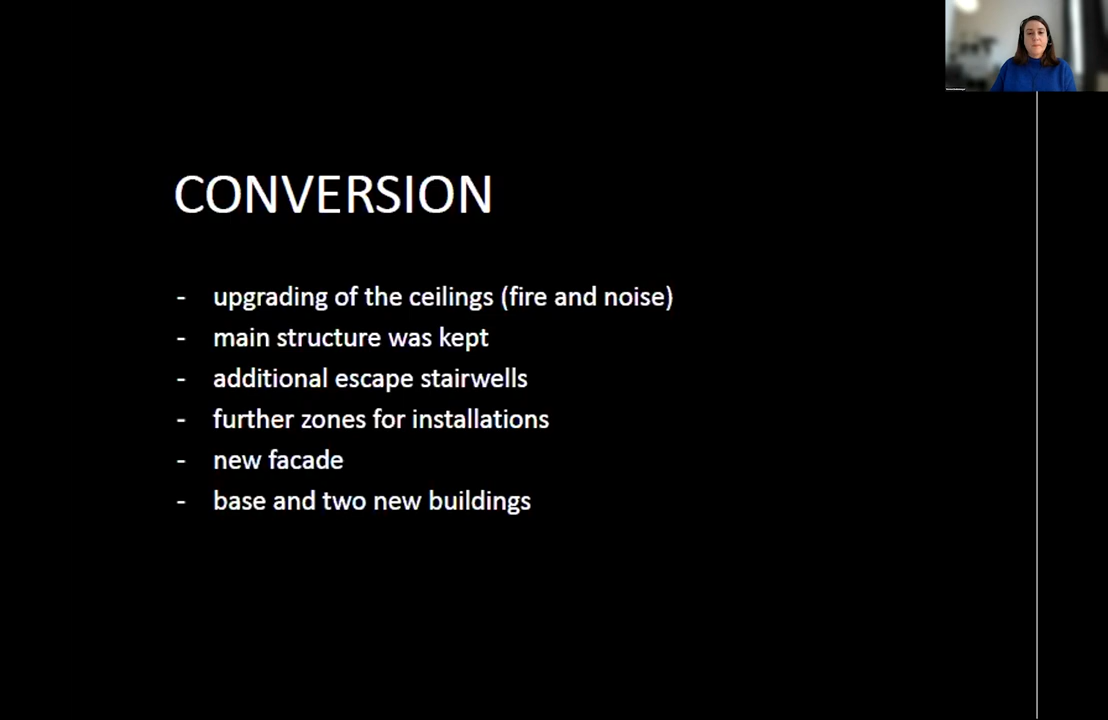 CONVERSION
- upgrading of the ceilings (fire and noise)
- main structure was kept
- additional escape stairwells
- further zones for installations
- new facade
- base and two new buildings